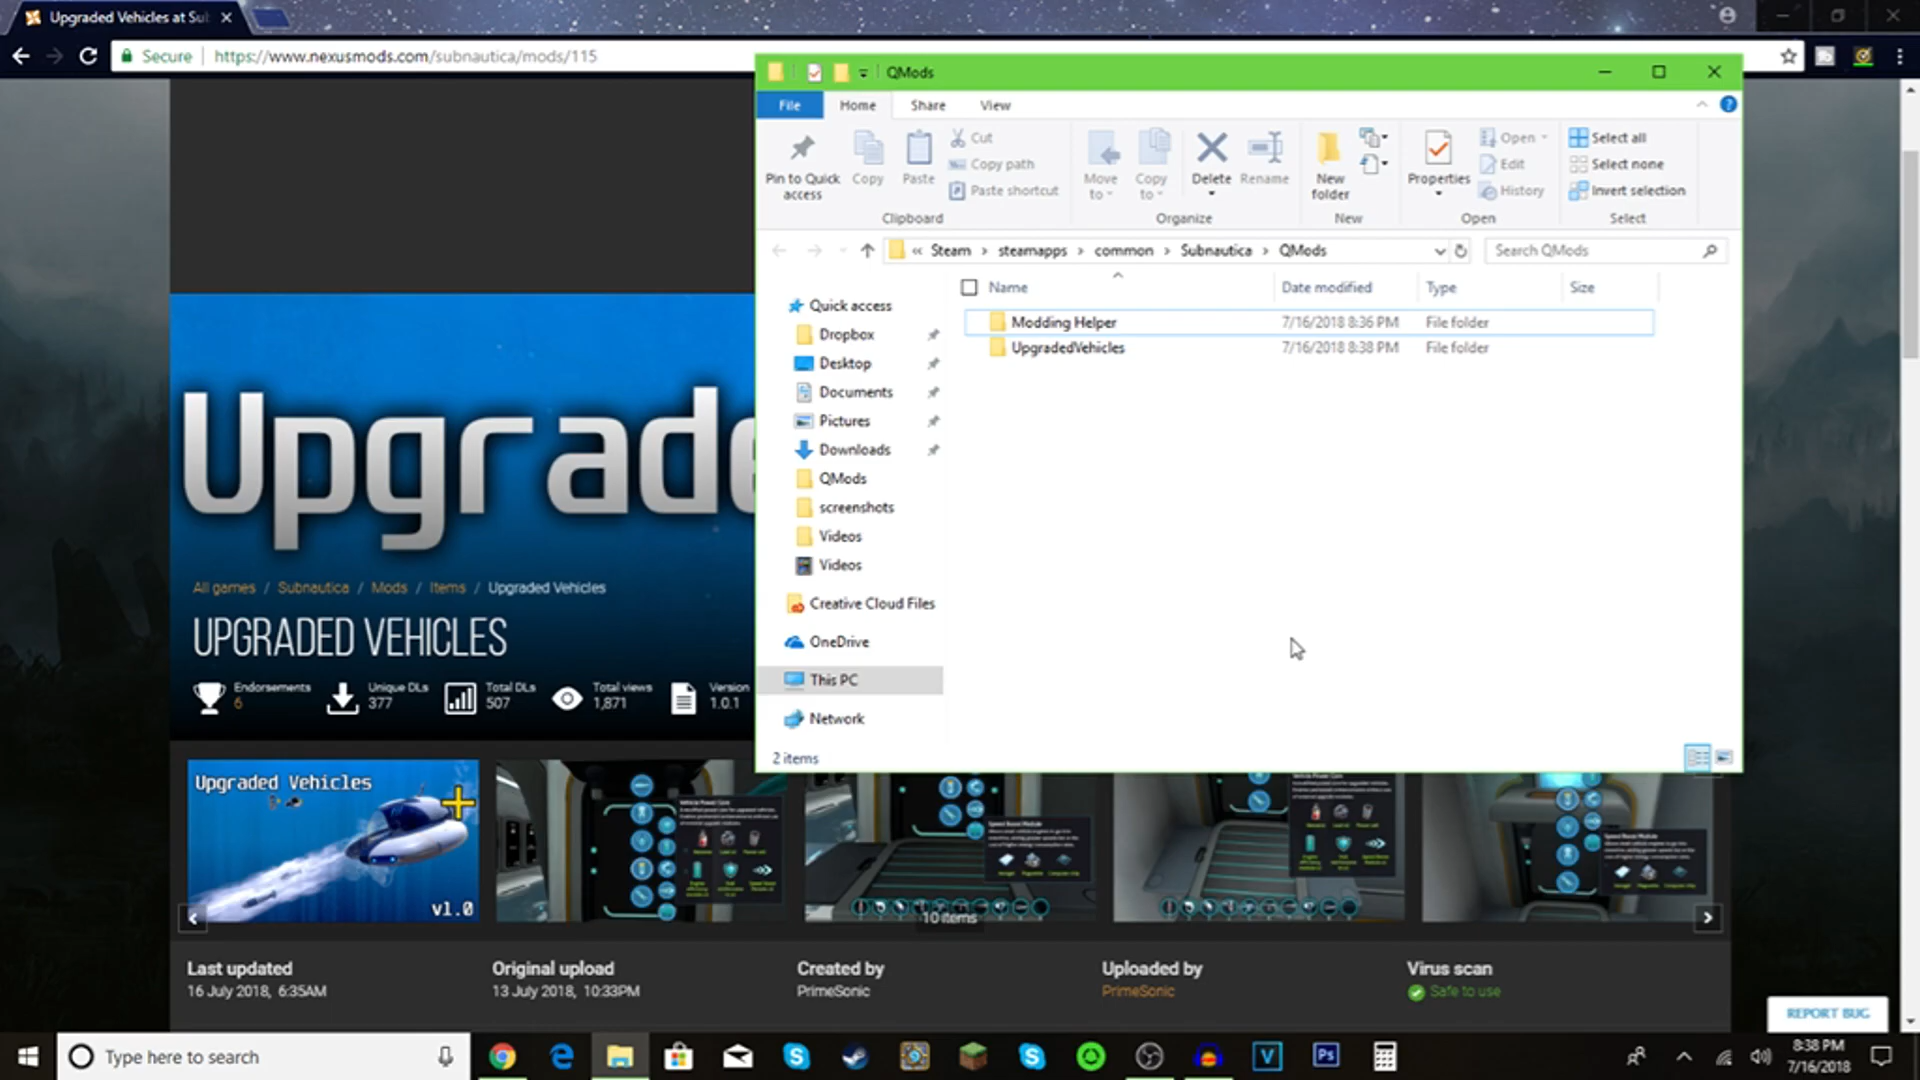 Upgraded Vehicles at Sub
Secure
https://www.nexusmods.com/subnautica/mods/115
QMods
File
Home
Share
View
Pin to Quick access
Copy
Paste
Cut
Copy path
Paste shortcut
Move to
Copy to
Delete
Rename
New folder
Properties
Open
Edit
History
Select all
Select none
Invert selection
Clipboard
Organize
New
Open
Select
« Steam › steamapps › common › Subnautica › QMods
Search QMods
Name
Date modified
Type
Size
Modding Helper
7/16/2018 8:36 PM
File folder
UpgradedVehicles
7/16/2018 8:38 PM
File folder
Quick access
Dropbox
Desktop
Documents
Pictures
Downloads
QMods
screenshots
Videos
Videos
Creative Cloud Files
OneDrive
This PC
Network
2 items
Upgrade
All games / Subnautica / Mods / Items / Upgraded Vehicles
UPGRADED VEHICLES
Endorsements
6
Unique DLs
377
Total DLs
507
Total views
1,871
Version
1.0.1
Upgraded Vehicles
v1.0
10 items
Last updated
16 July 2018, 6:35AM
Original upload
13 July 2018, 10:33PM
Created by
PrimeSonic
Uploaded by
PrimeSonic
Virus scan
Safe to use
REPORT BUG
Type here to search
8:38 PM
7/16/2018